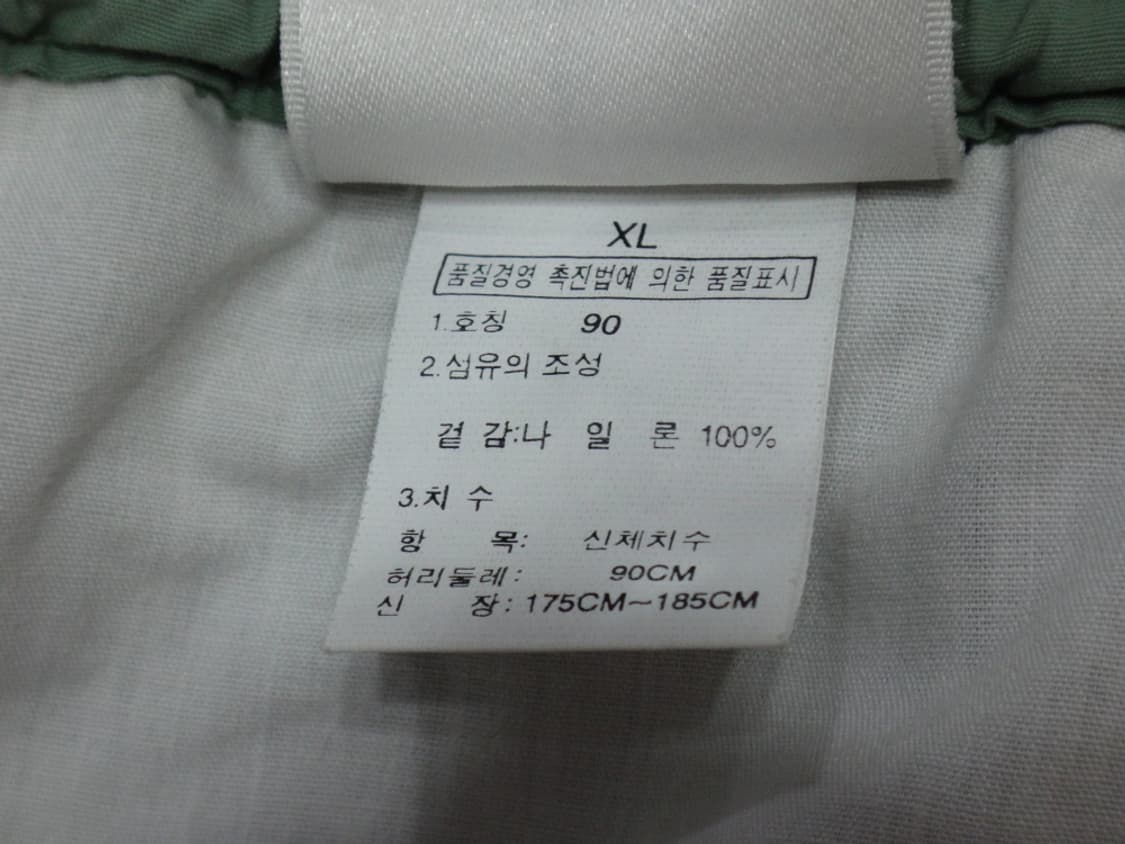 XL
품질경영 촉진법에 의한 품질표시
1.호칭 90
2.섬유의 조성
겉 감:나 일 론 100%
3.치 수
항 목: 신체치수
허리둘레: 90CM
신 장: 175CM~185CM